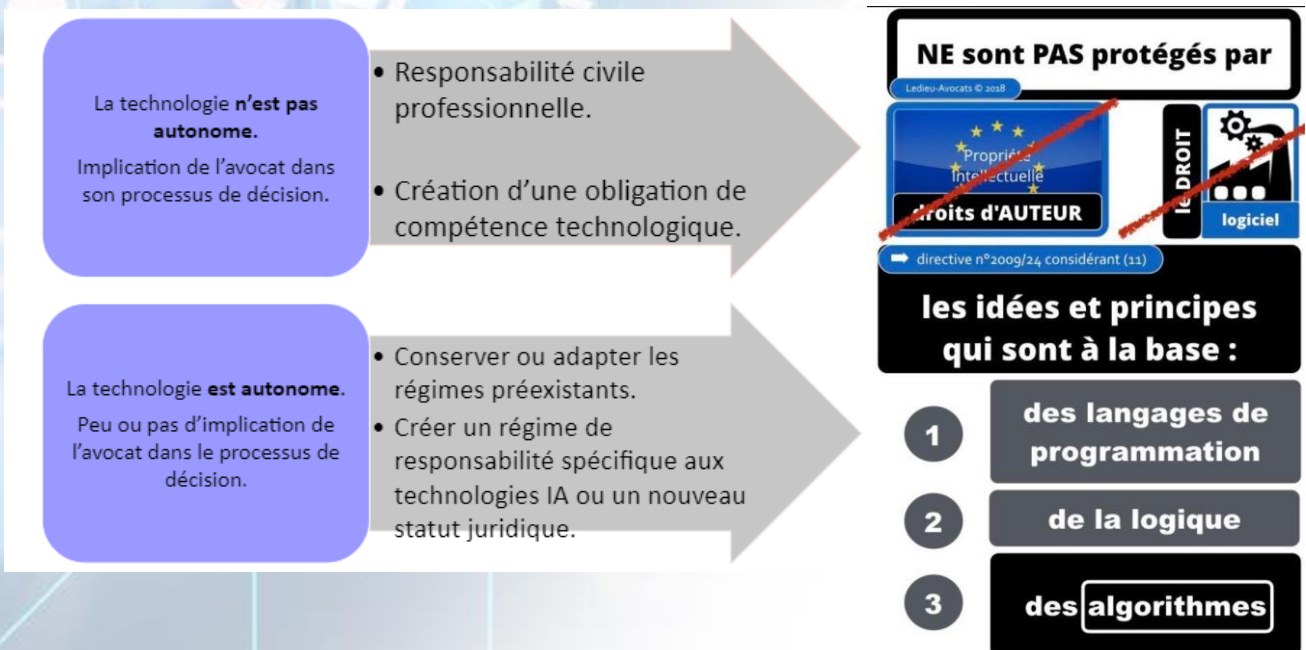 La technologie n’est pas
autonome.
Implication de l’avocat dans
son processus de décision.
• Responsabilité civile
professionnelle.
• Création d’une obligation de
compétence technologique.
La technologie est autonome.
Peu ou pas d’implication de
l’avocat dans le processus de
décision.
• Conserver ou adapter les
régimes préexistants.
• Créer un régime de
responsabilité spécifique aux
technologies IA ou un nouveau
statut juridique.
NE sont PAS protégés par
Ledieu-Avocats © 2018
Propriété
Intellectuelle
droits d'AUTEUR
le DROIT
logiciel
➡ directive n°2009/24 considérant (11)
les idées et principes
qui sont à la base :
1
des langages de
programmation
2
de la logique
3
des algorithmes